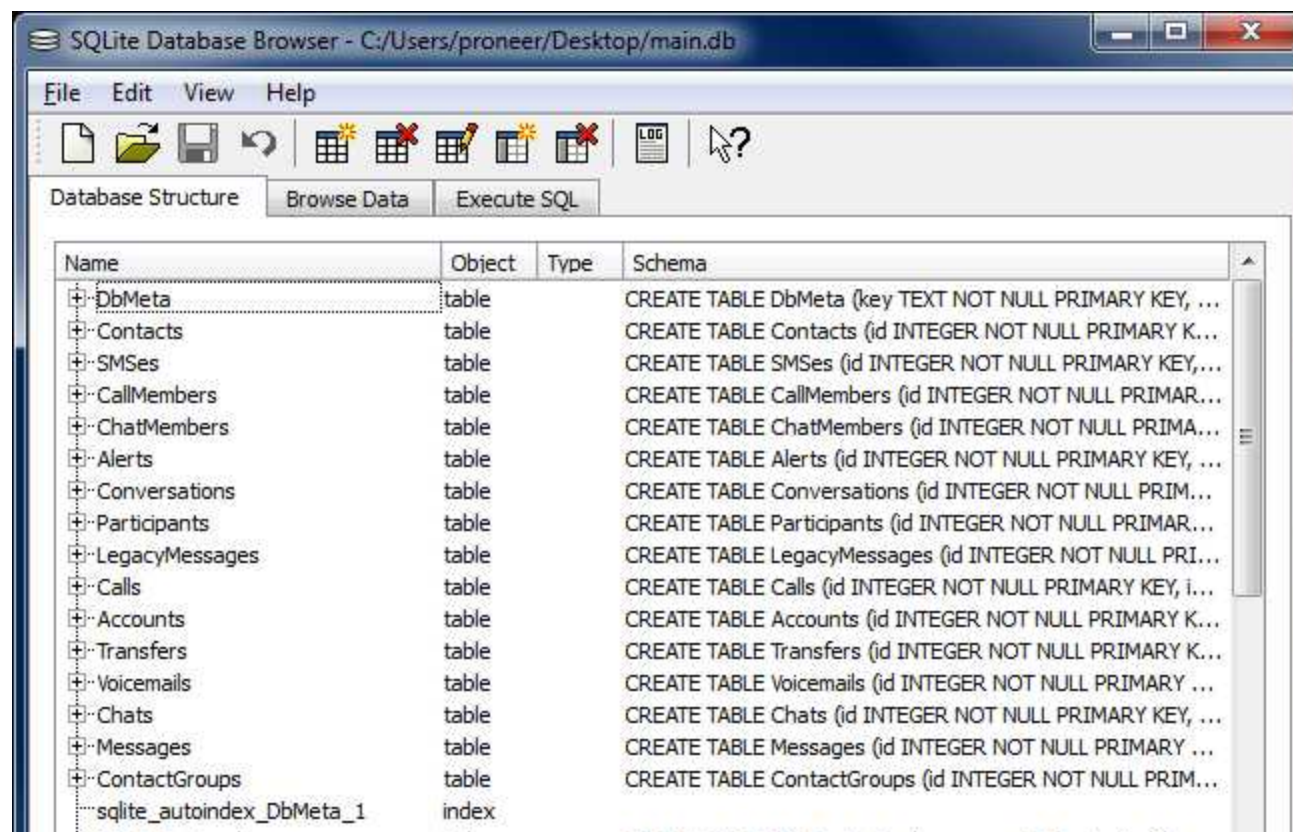 SQLite Database Browser - C:/Users/proneer/Desktop/main.db
File Edit View Help
LOG
Database Structure Browse Data Execute SQL
Name Object Type Schema
DbMeta table CREATE TABLE DbMeta (key TEXT NOT NULL PRIMARY KEY, ...
Contacts table CREATE TABLE Contacts (id INTEGER NOT NULL PRIMARY K...
SMSes table CREATE TABLE SMSes (id INTEGER NOT NULL PRIMARY KEY,...
CallMembers table CREATE TABLE CallMembers (id INTEGER NOT NULL PRIMAR...
ChatMembers table CREATE TABLE ChatMembers (id INTEGER NOT NULL PRIMA...
Alerts table CREATE TABLE Alerts (id INTEGER NOT NULL PRIMARY KEY, ...
Conversations table CREATE TABLE Conversations (id INTEGER NOT NULL PRIM...
Participants table CREATE TABLE Participants (id INTEGER NOT NULL PRIMAR...
LegacyMessages table CREATE TABLE LegacyMessages (id INTEGER NOT NULL PRI...
Calls table CREATE TABLE Calls (id INTEGER NOT NULL PRIMARY KEY, i...
Accounts table CREATE TABLE Accounts (id INTEGER NOT NULL PRIMARY K...
Transfers table CREATE TABLE Transfers (id INTEGER NOT NULL PRIMARY K...
Voicemails table CREATE TABLE Voicemails (id INTEGER NOT NULL PRIMARY ...
Chats table CREATE TABLE Chats (id INTEGER NOT NULL PRIMARY KEY, ...
Messages table CREATE TABLE Messages (id INTEGER NOT NULL PRIMARY ...
ContactGroups table CREATE TABLE ContactGroups (id INTEGER NOT NULL PRIM...
sqlite_autoindex_DbMeta_1 index